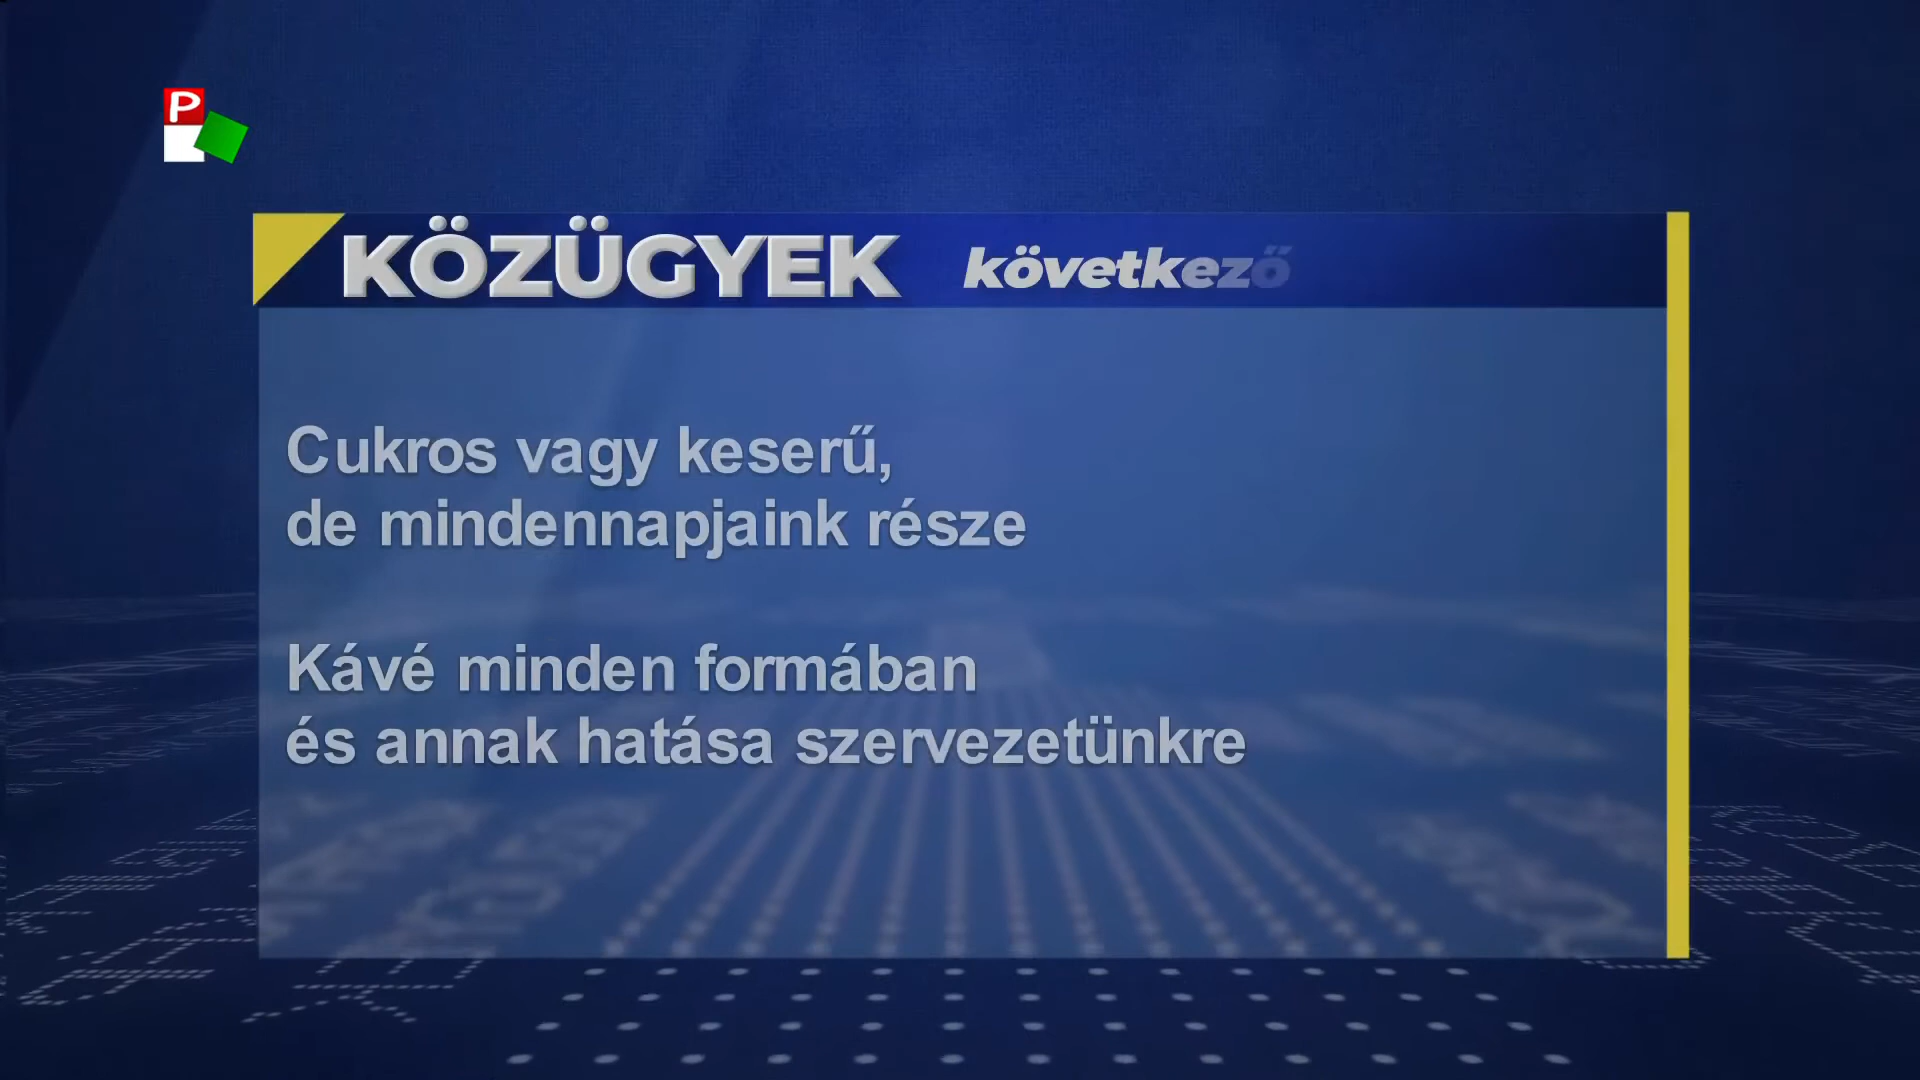 P
KÖZÜGYEK következő
Cukros vagy keserű,
de mindennapjaink része
Kávé minden formában
és annak hatása szervezetünkre